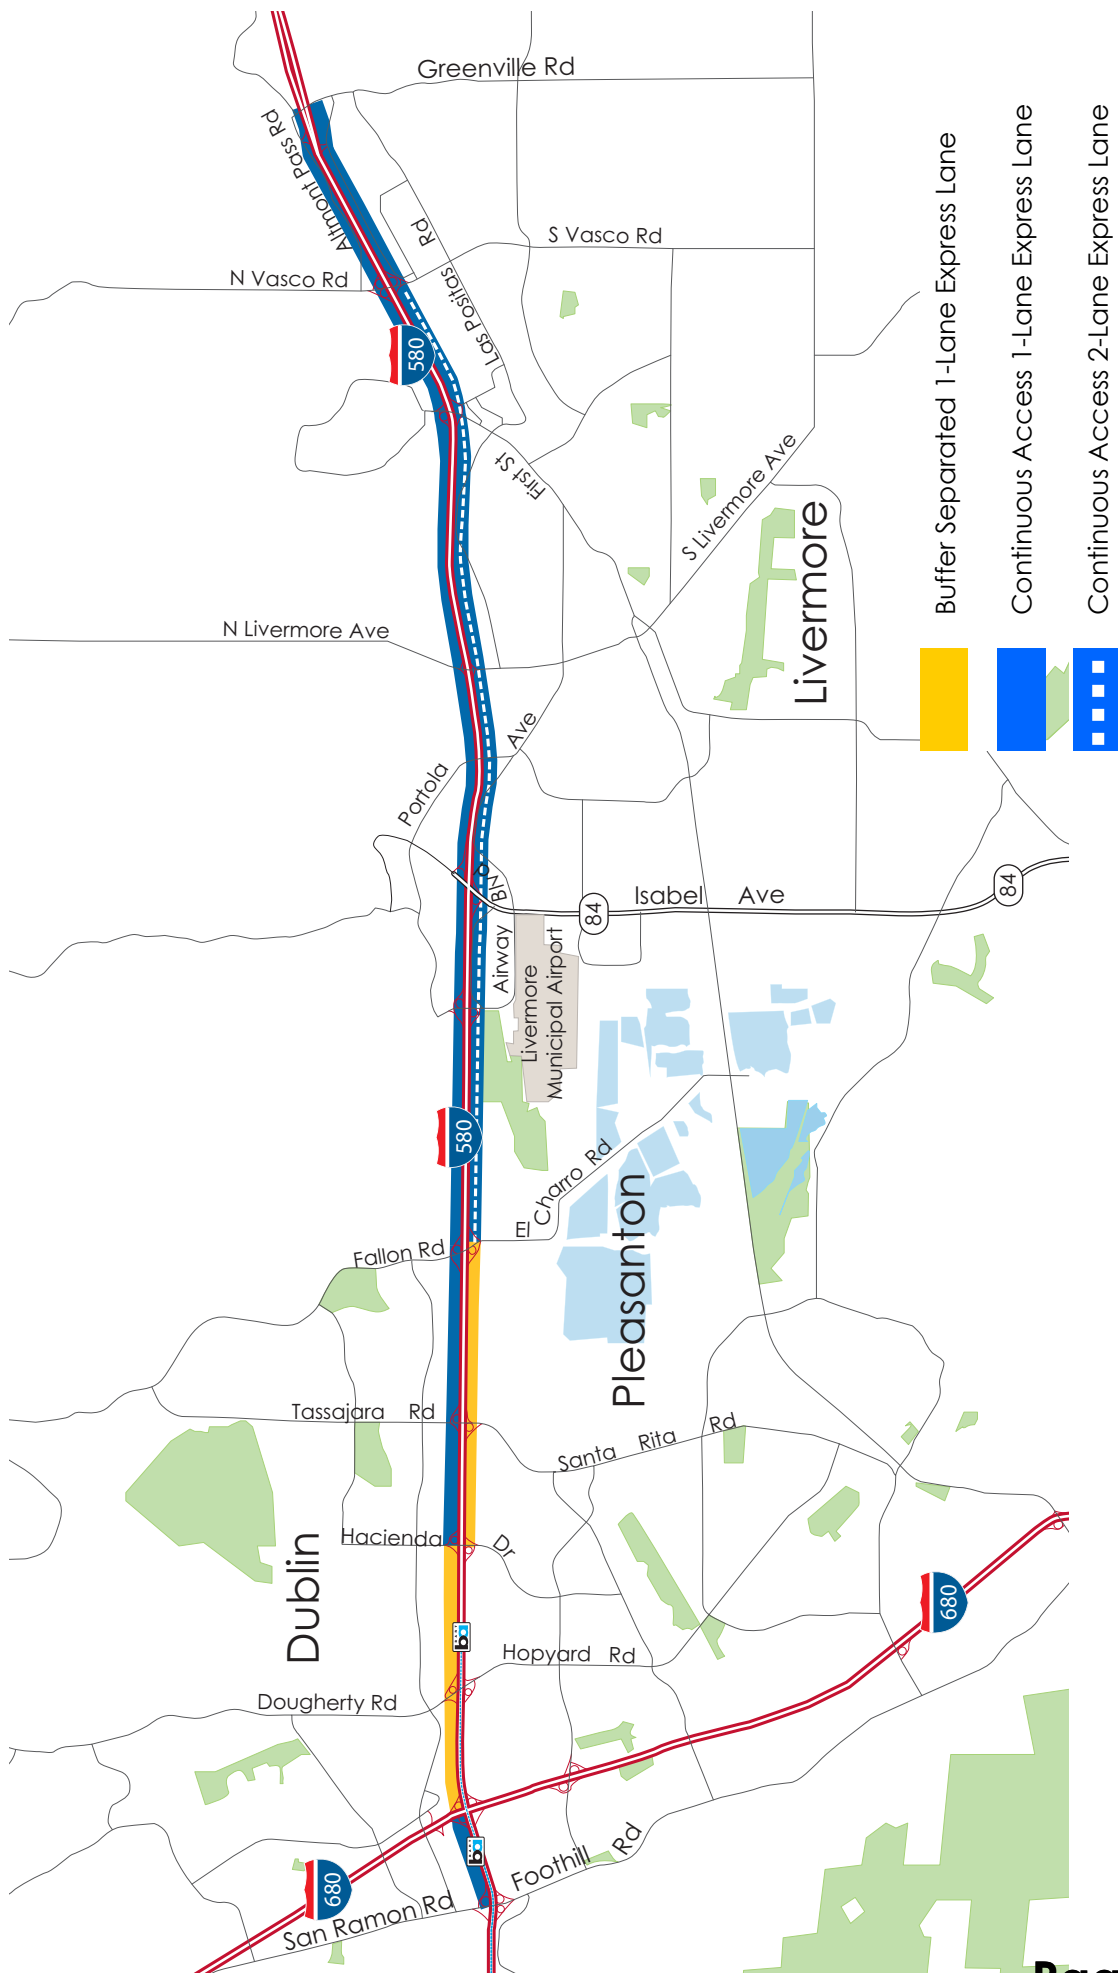 Greenville Rd
Altmont Pass Rd
N Vasco Rd
S Vasco Rd
Las Positas
Rd
580
First St
N Livermore Ave
S Livermore Ave
Livermore
Portola
Ave
Airway
Blvd
Isabel Ave
84
84
Livermore
Municipal Airport
580
El
Charro Rd
Fallon Rd
Pleasanton
Tassajara Rd
Santa Rita Rd
Hacienda
Dr
Dublin
Hopyard Rd
Dougherty Rd
680
680
San Ramon Rd
Foothill
Rd
ba
ba
Buffer Separated 1-Lane Express Lane
Continuous Access 1-Lane Express Lane
Continuous Access 2-Lane Express Lane